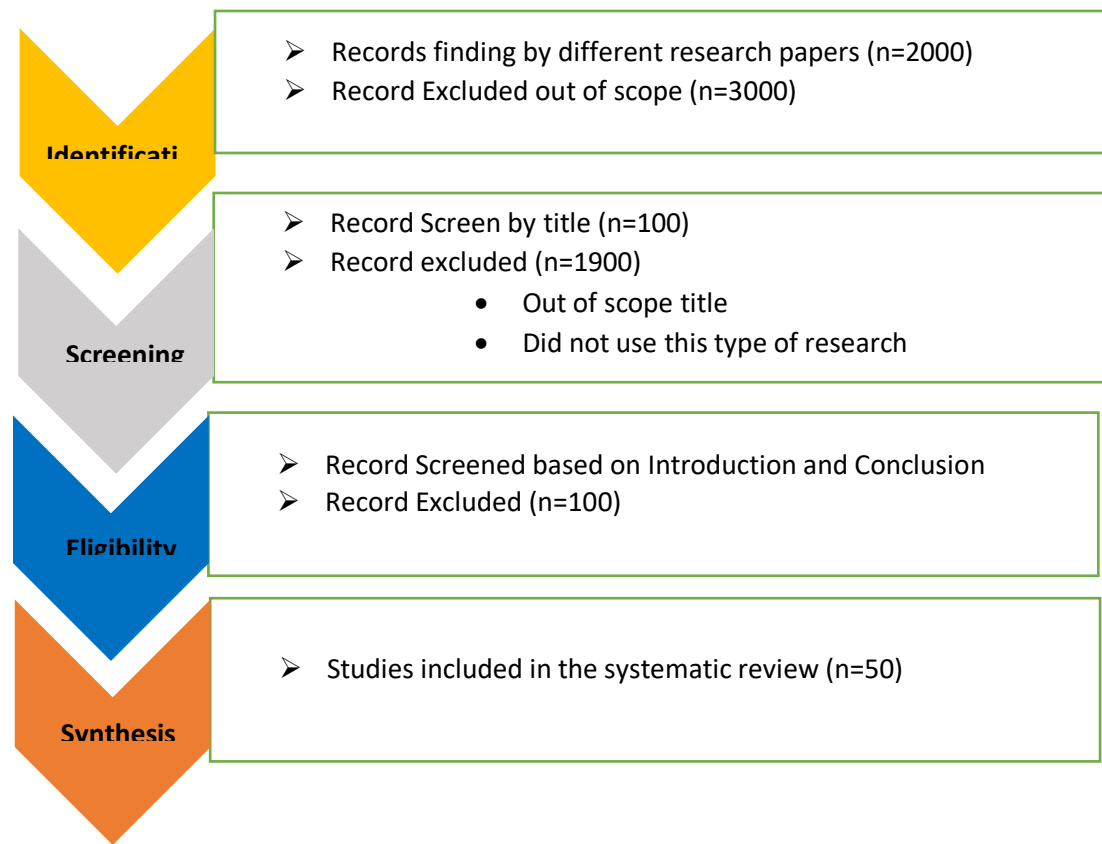 ➢ Records finding by different research papers (n=2000)
➢ Record Excluded out of scope (n=3000)
Identificati
➢ Record Screen by title (n=100)
➢ Record excluded (n=1900)
• Out of scope title
• Did not use this type of research
Screening
➢ Record Screened based on Introduction and Conclusion
➢ Record Excluded (n=100)
Eligibility
➢ Studies included in the systematic review (n=50)
Synthesis